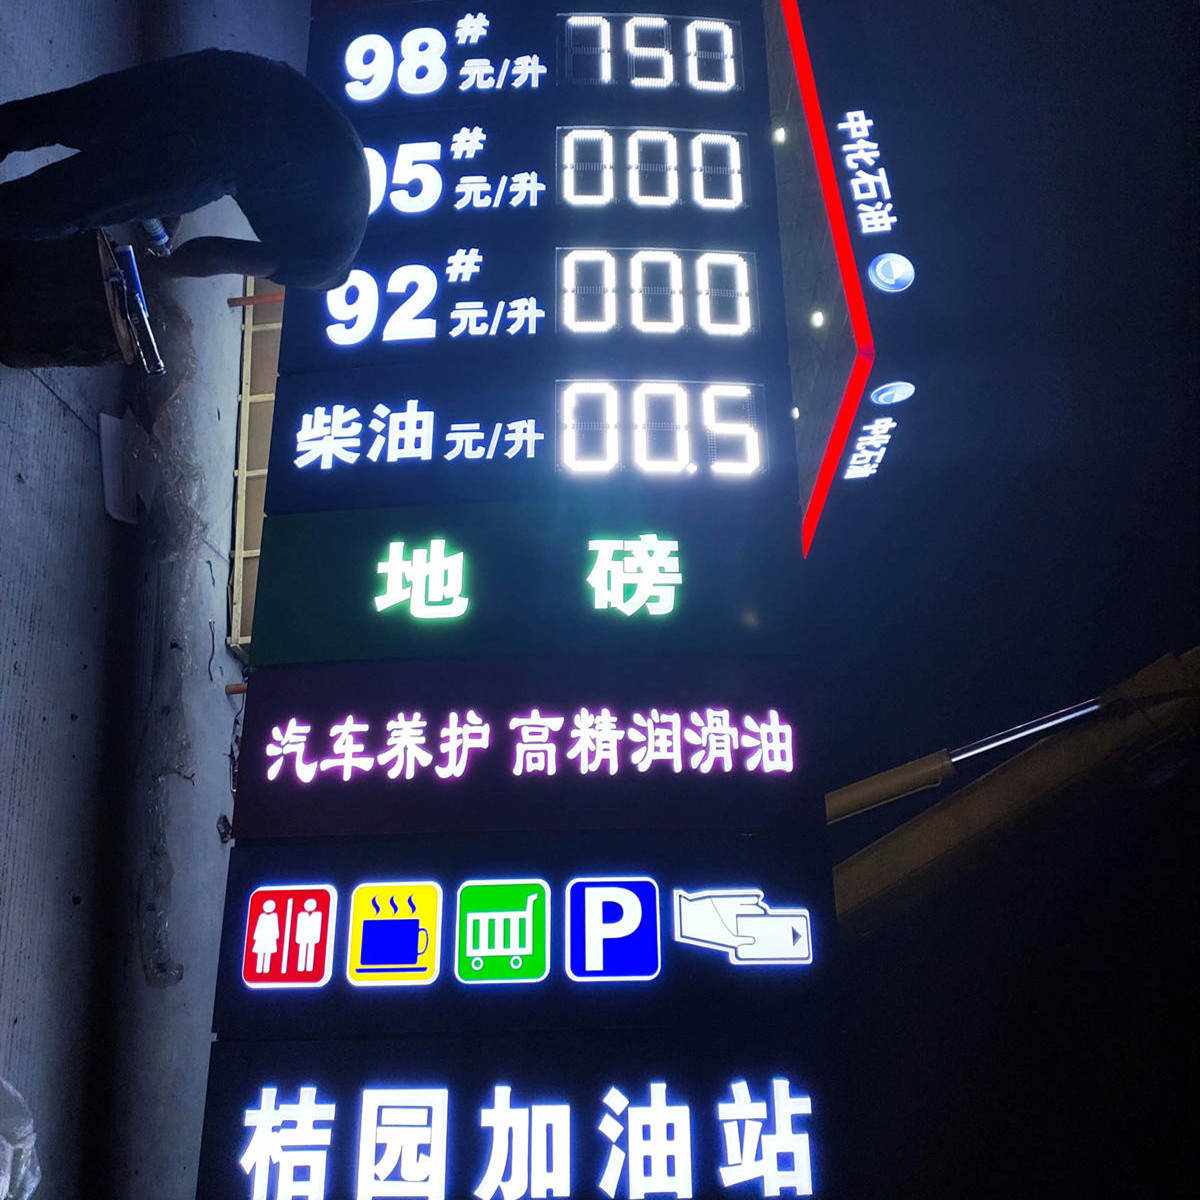 98# 元/升 750
95# 元/升 000
92# 元/升 000
柴油 元/升 00.5
地磅
汽车养护 高精润滑油
P
桔园加油站
中化石油
中化石油